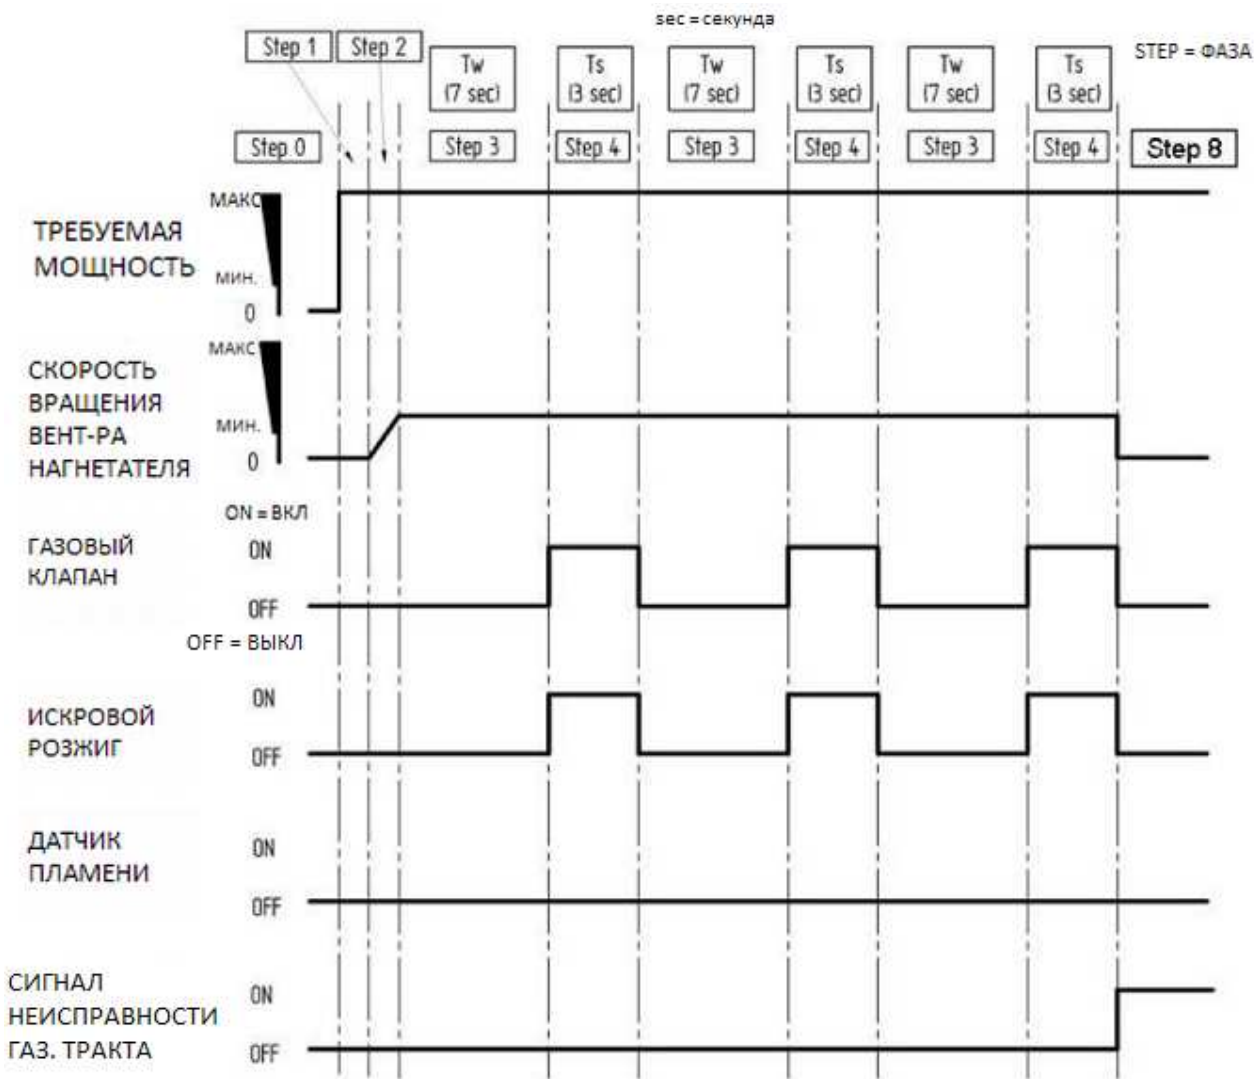 sec = секунда
Step 1
Step 2
Tw
(7 sec)
Ts
(3 sec)
Tw
(7 sec)
Ts
(3 sec)
Tw
(7 sec)
Ts
(3 sec)
STEP = ФАЗА
Step 0
Step 3
Step 4
Step 3
Step 4
Step 3
Step 4
Step 8
ТРЕБУЕМАЯ
МОЩНОСТЬ
МАКС
МИН.
0
СКОРОСТЬ
ВРАЩЕНИЯ
ВЕНТ-РА
НАГНЕТАТЕЛЯ
МАКС
МИН.
0
ON = ВКЛ
ГАЗОВЫЙ
КЛАПАН
ON
OFF
OFF = ВЫКЛ
ИСКРОВОЙ
РОЗЖИГ
ON
OFF
ДАТЧИК
ПЛАМЕНИ
ON
OFF
СИГНАЛ
НЕИСПРАВНОСТИ
ГАЗ. ТРАКТА
ON
OFF